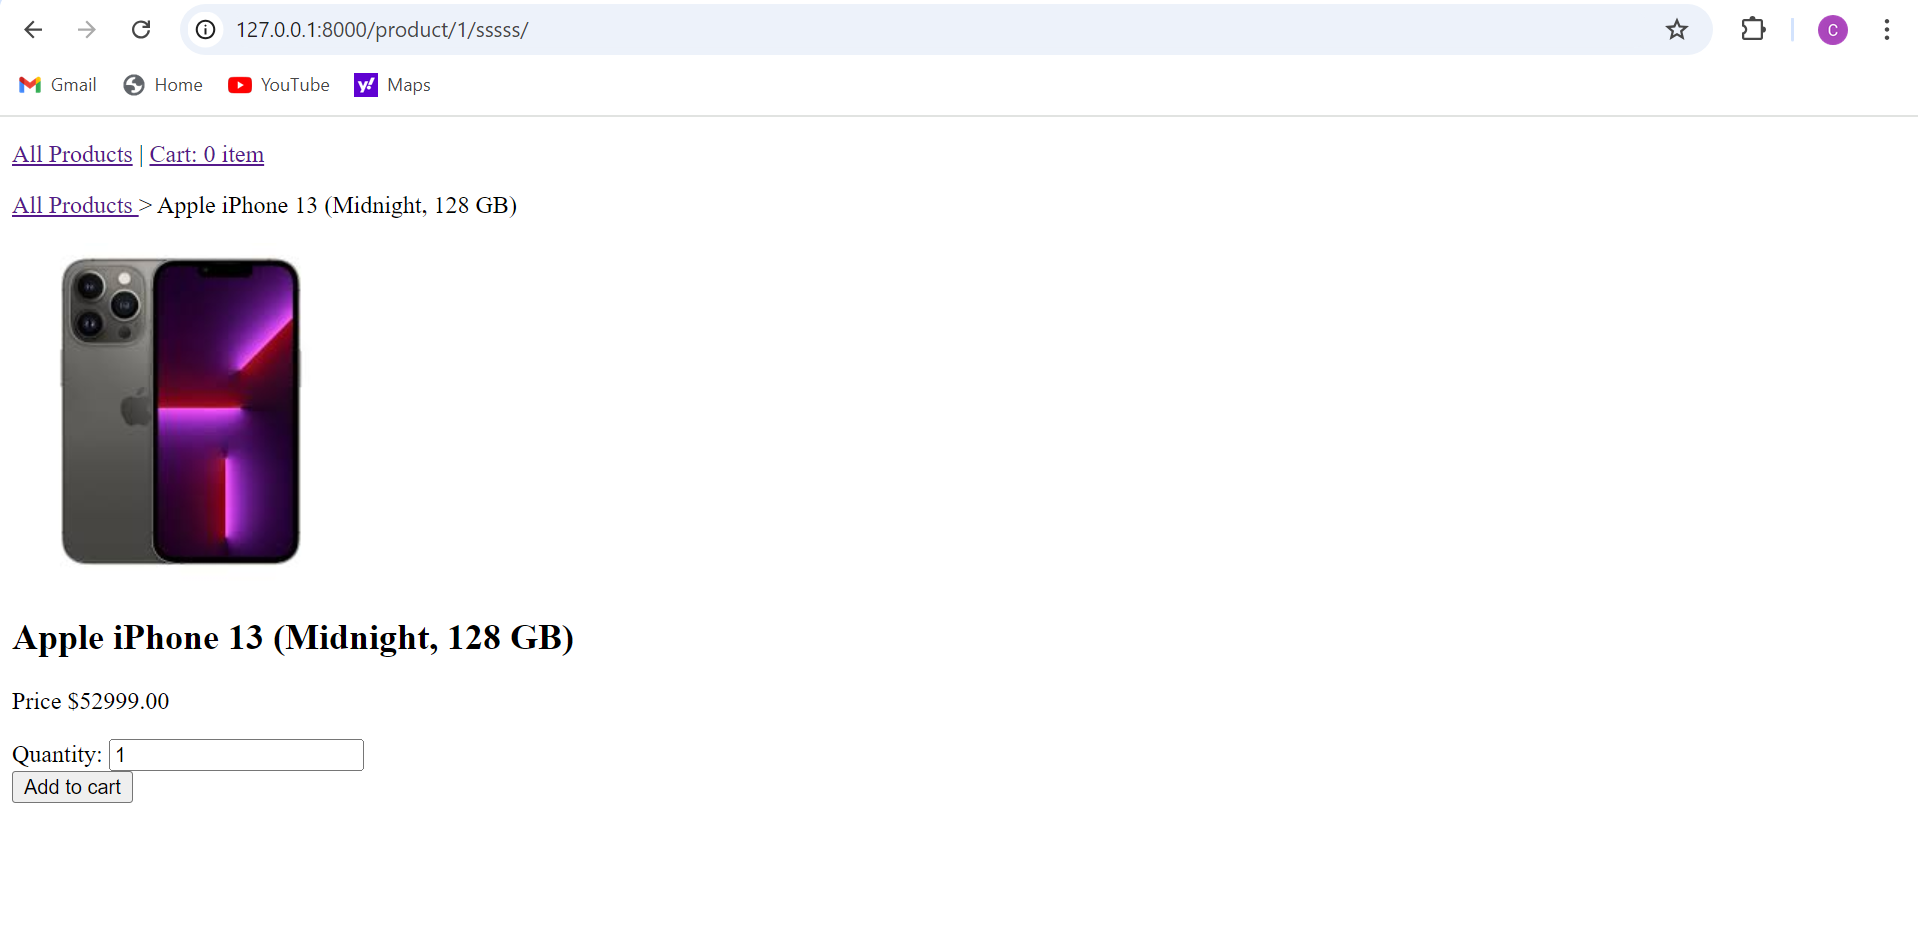 127.0.0.1:8000/product/1/sssss/
C
Gmail Home YouTube y! Maps
All Products | Cart: 0 item
All Products > Apple iPhone 13 (Midnight, 128 GB)
Apple iPhone 13 (Midnight, 128 GB)
Price $52999.00
Quantity: 1
Add to cart